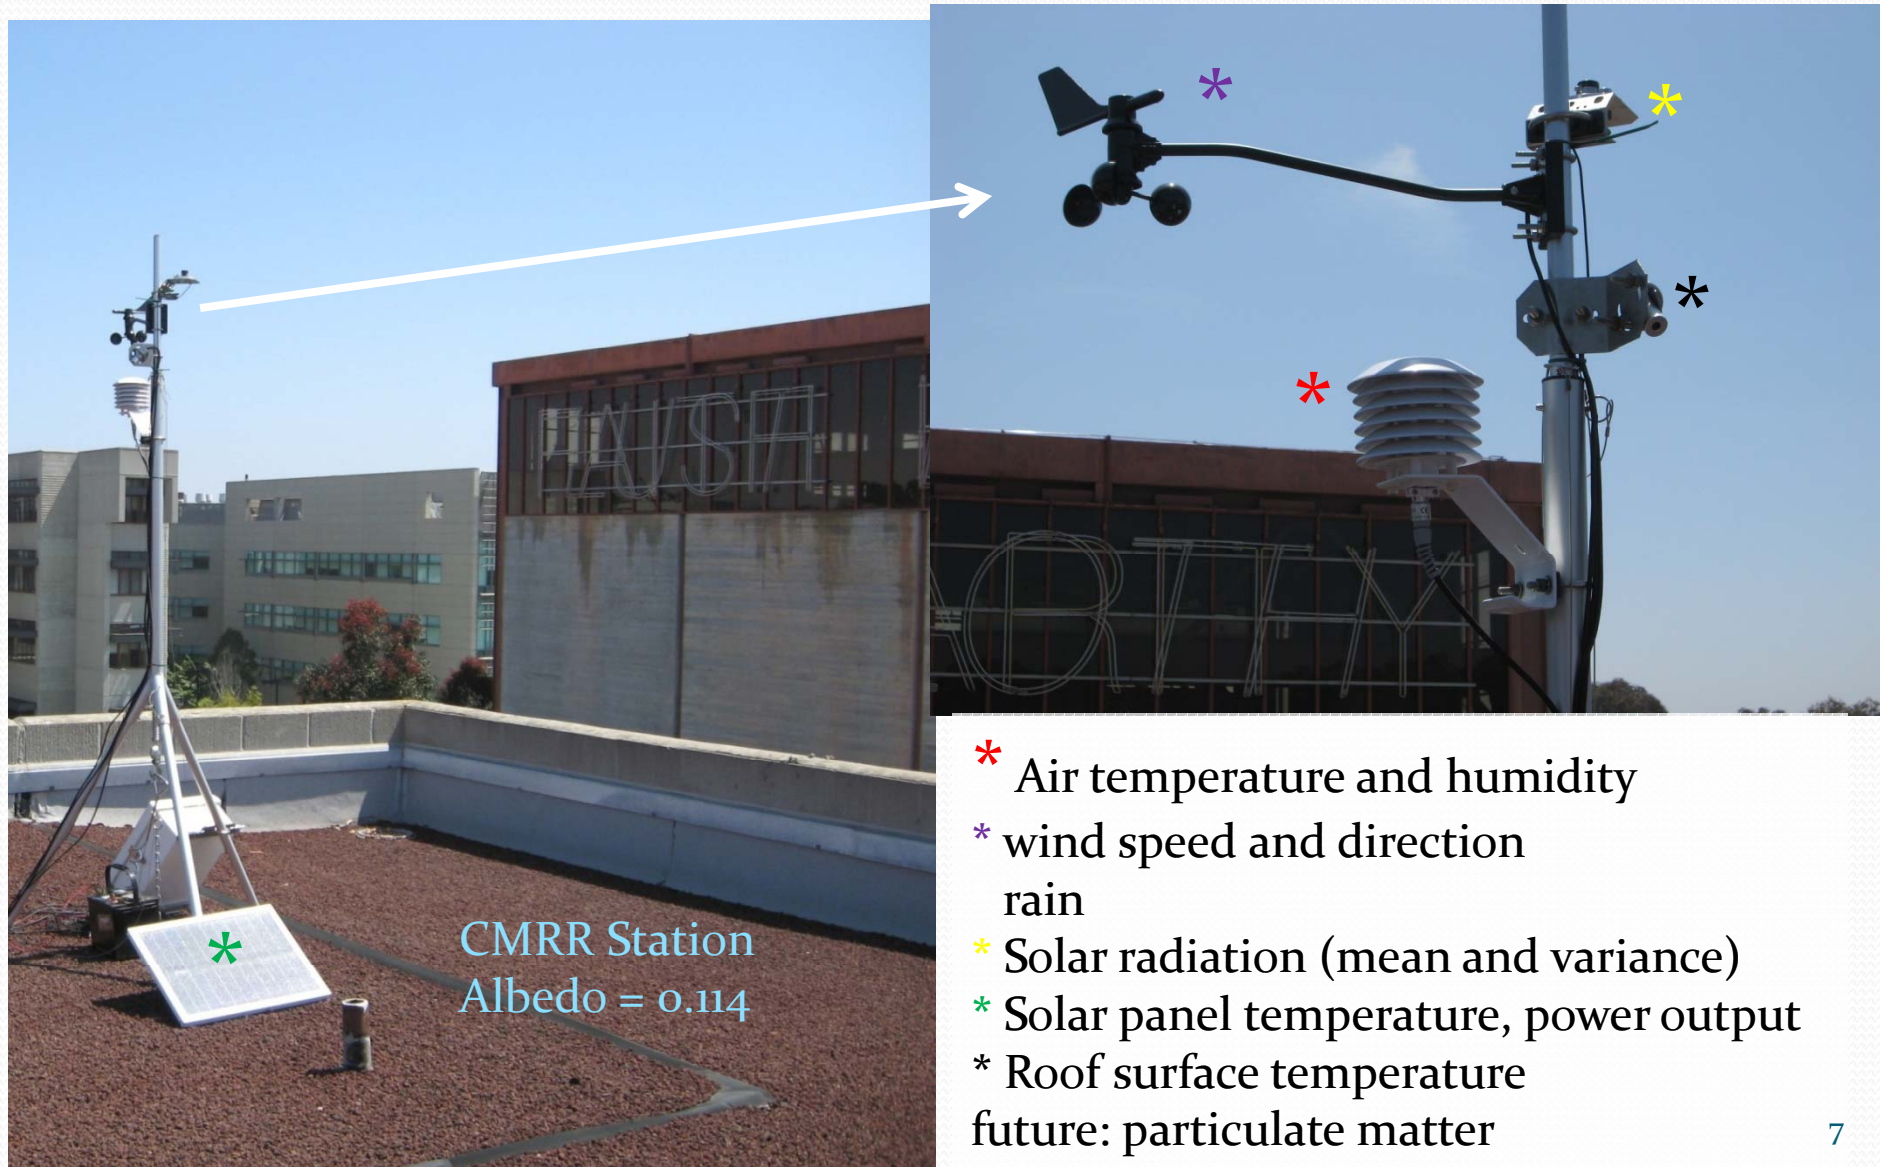 PAUSA
CMRR Station
Albedo = 0.114
* Air temperature and humidity
* wind speed and direction
rain
* Solar radiation (mean and variance)
* Solar panel temperature, power output
* Roof surface temperature
future: particulate matter
7